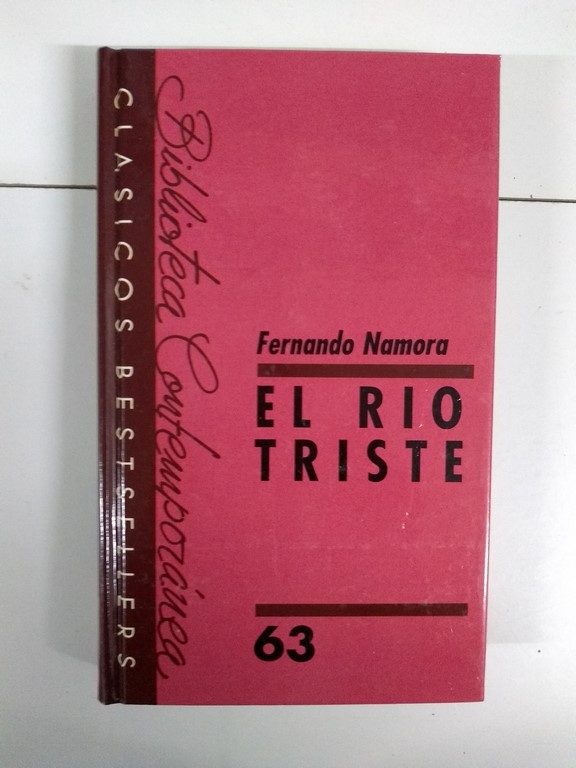 CLASICOS BESTSELLERS
Biblioteca Contemporánea
Fernando Namora
EL RIO
TRISTE
63